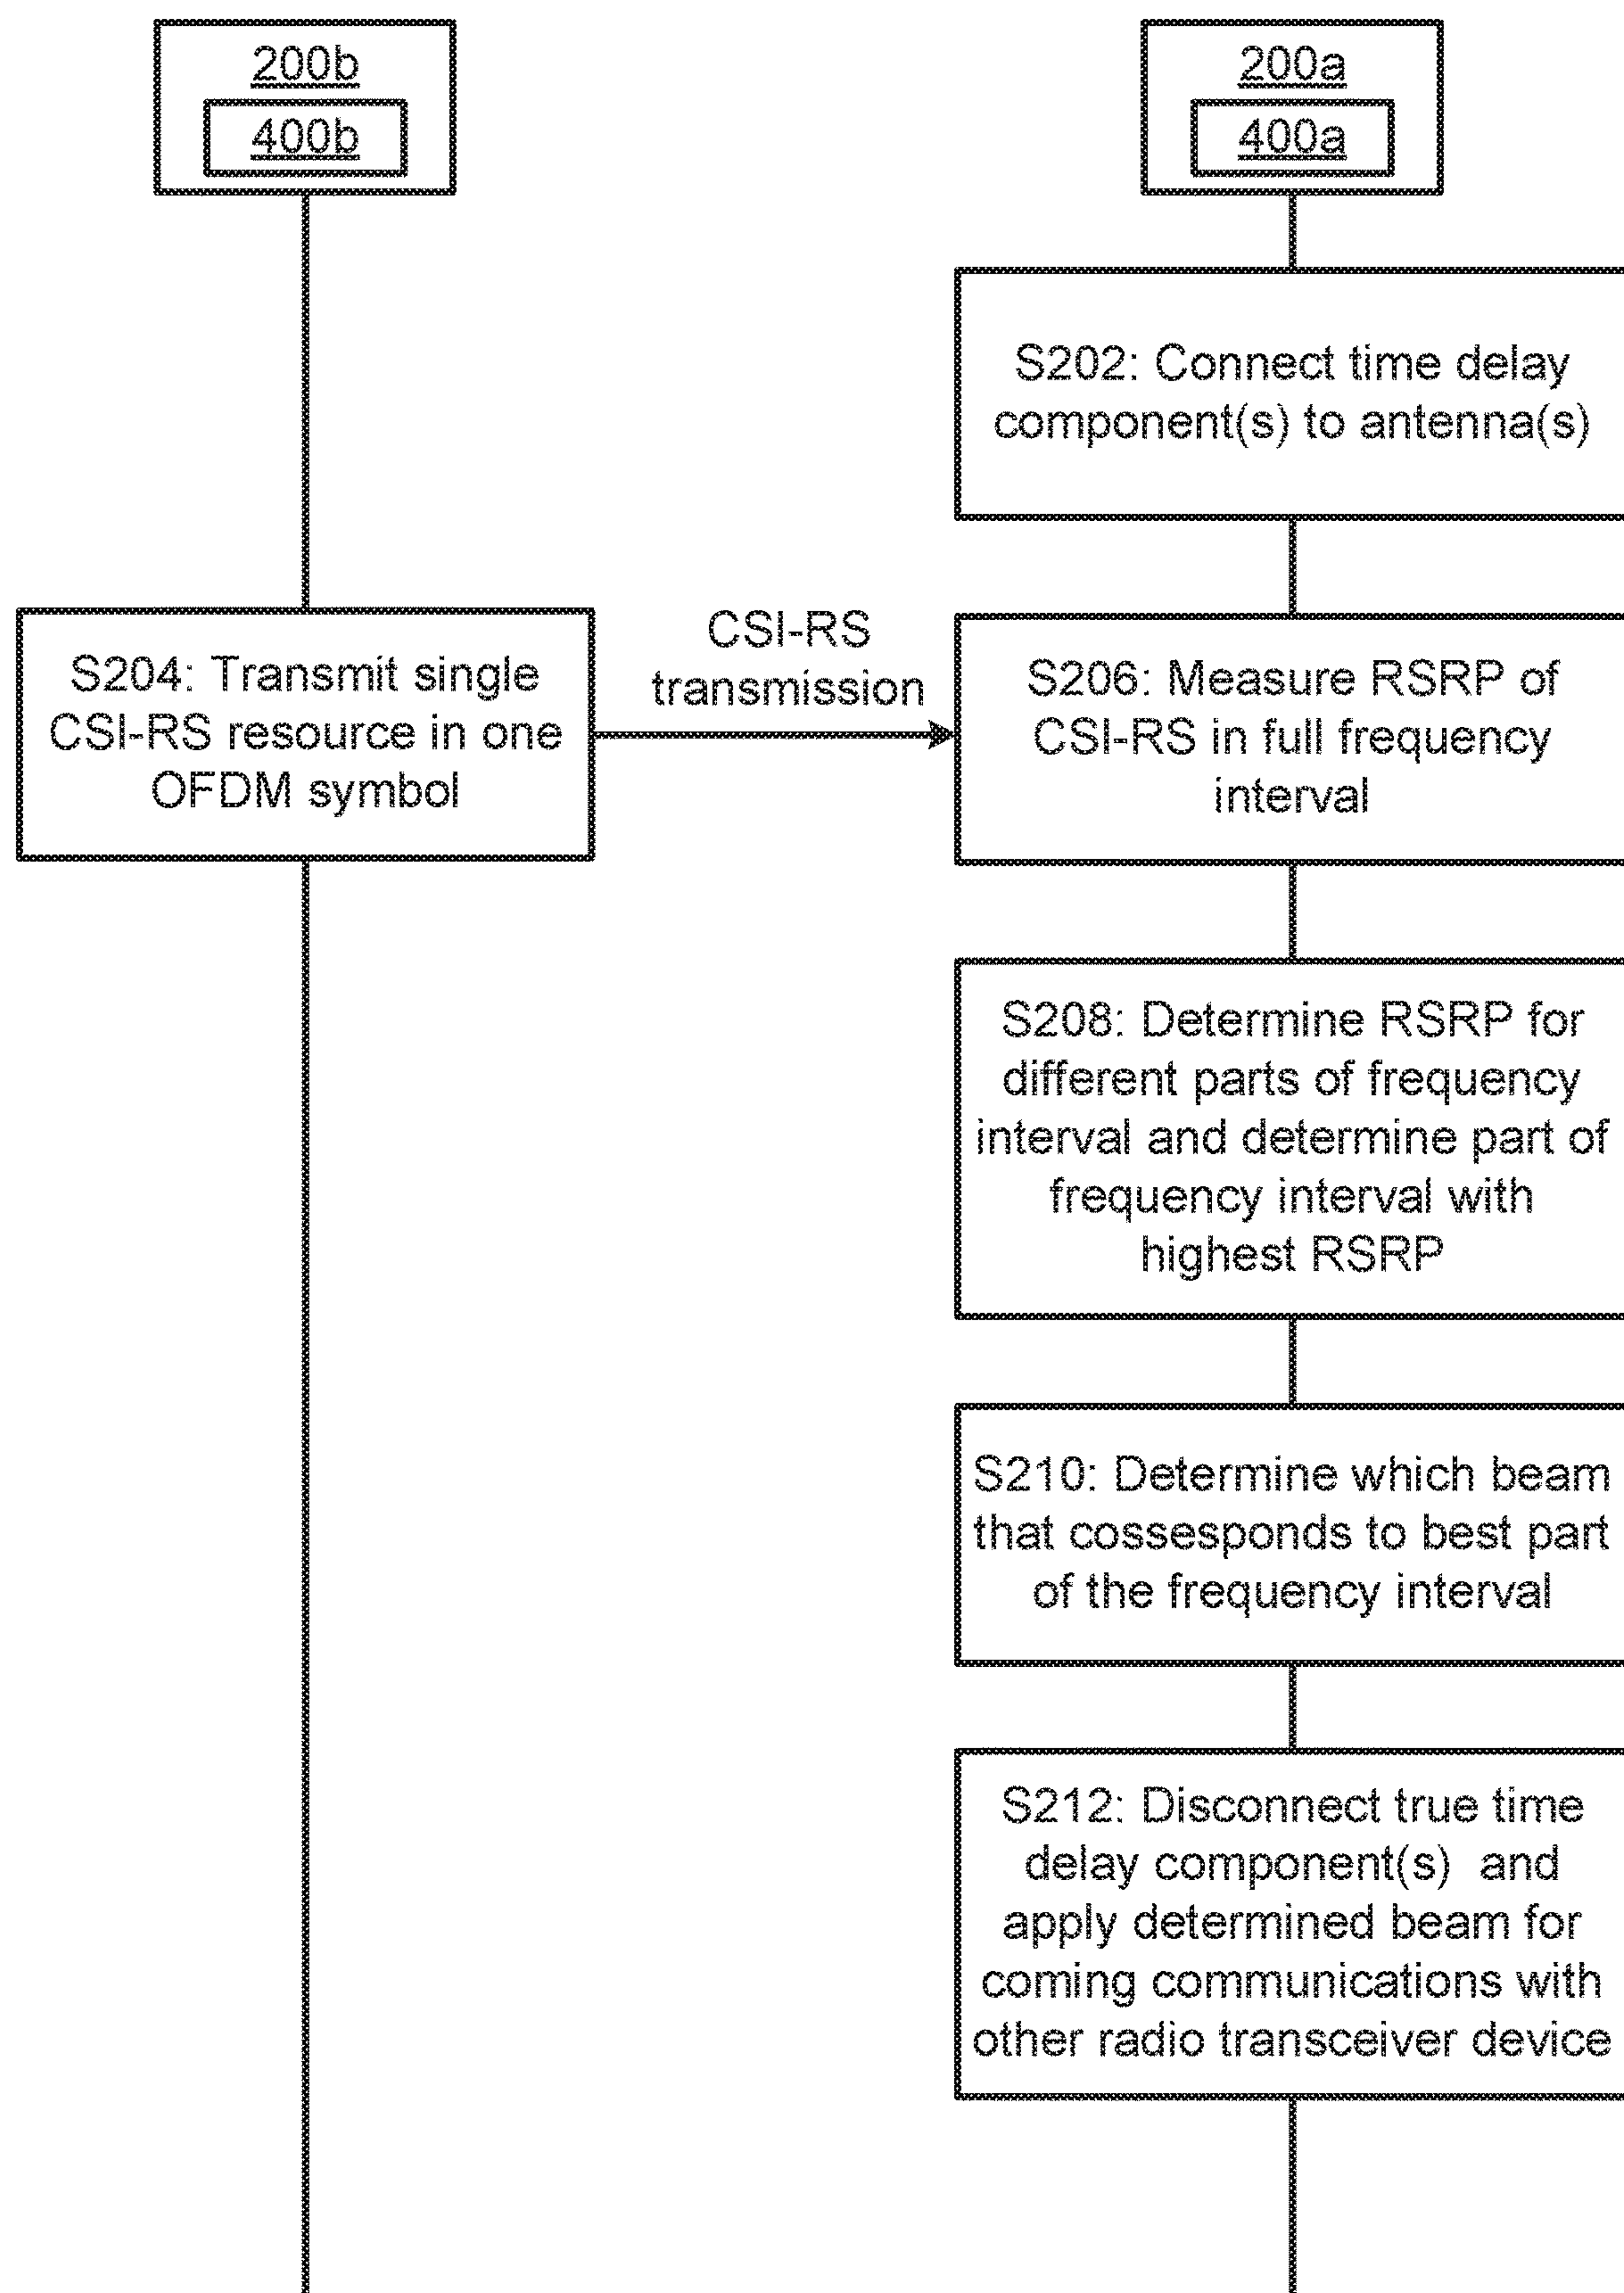 200b
400b
200a
400a
S202: Connect time delay
component(s) to antenna(s)
S204: Transmit single
CSI-RS resource in one
OFDM symbol
CSI-RS
transmission
S206: Measure RSRP of
CSI-RS in full frequency
interval
S208: Determine RSRP for
different parts of frequency
interval and determine part of
frequency interval with
highest RSRP
S210: Determine which beam
that cossesponds to best part
of the frequency interval
S212: Disconnect true time
delay component(s) and
apply determined beam for
coming communications with
other radio transceiver device